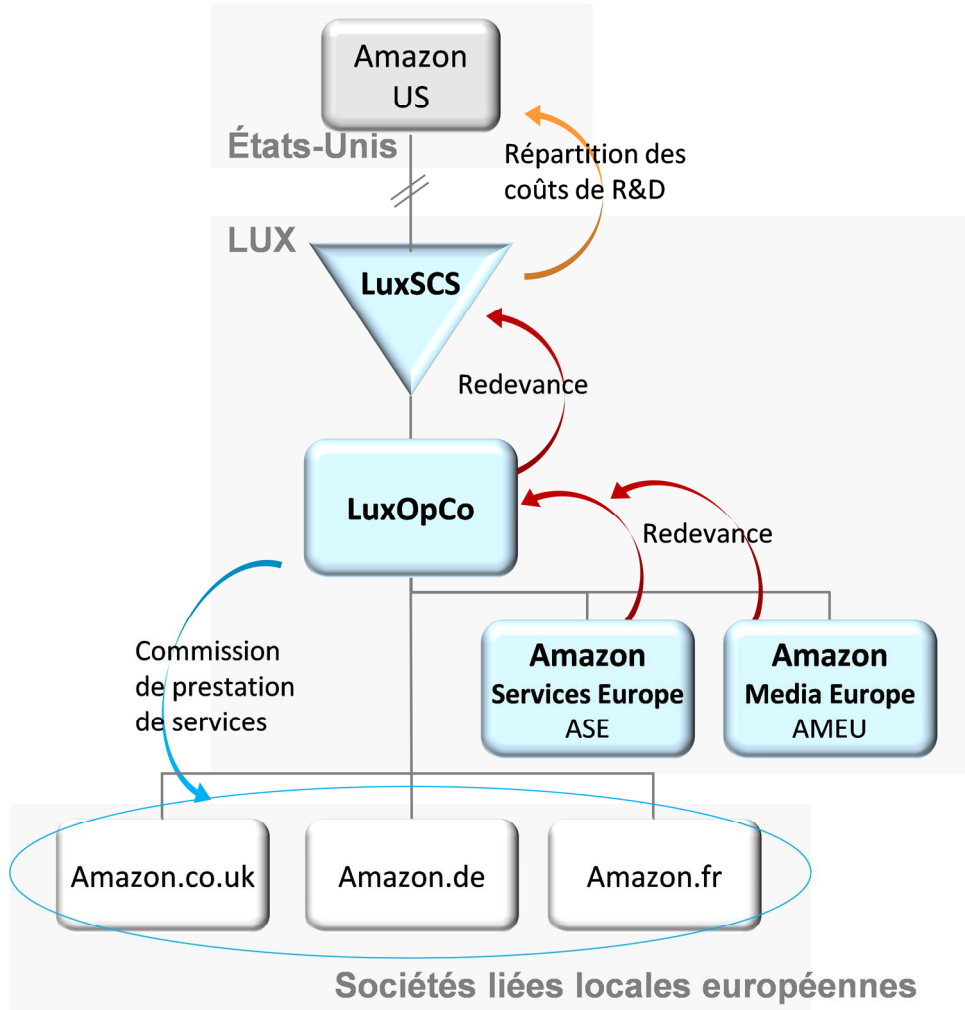 Amazon
US
États-Unis
Répartition des
coûts de R&D
LUX
LuxSCS
Redevance
LuxOpCo
Redevance
Commission
de prestation
de services
Amazon
Services Europe
ASE
Amazon
Media Europe
AMEU
Amazon.co.uk
Amazon.de
Amazon.fr
Sociétés liées locales européennes